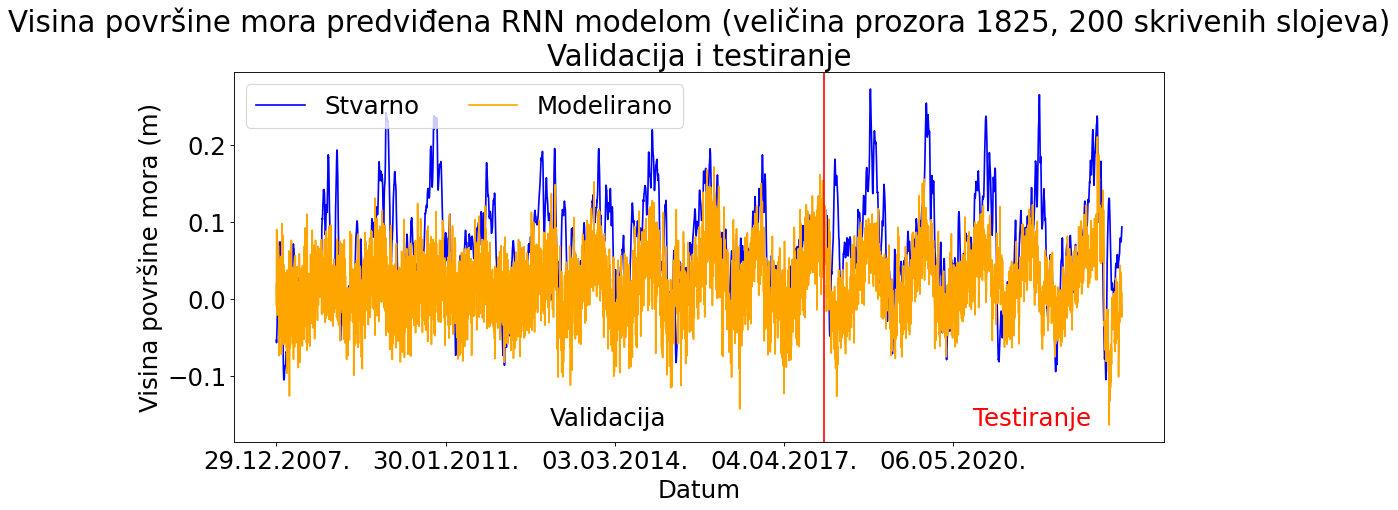 Visina površine mora predviđena RNN modelom (veličina prozora 1825, 200 skrivenih slojeva)
Validacija i testiranje
Stvarno Modelirano
Visina površine mora (m)
0.2
0.1
0.0
−0.1
Validacija Testiranje
29.12.2007. 30.01.2011. 03.03.2014. 04.04.2017. 06.05.2020.
Datum